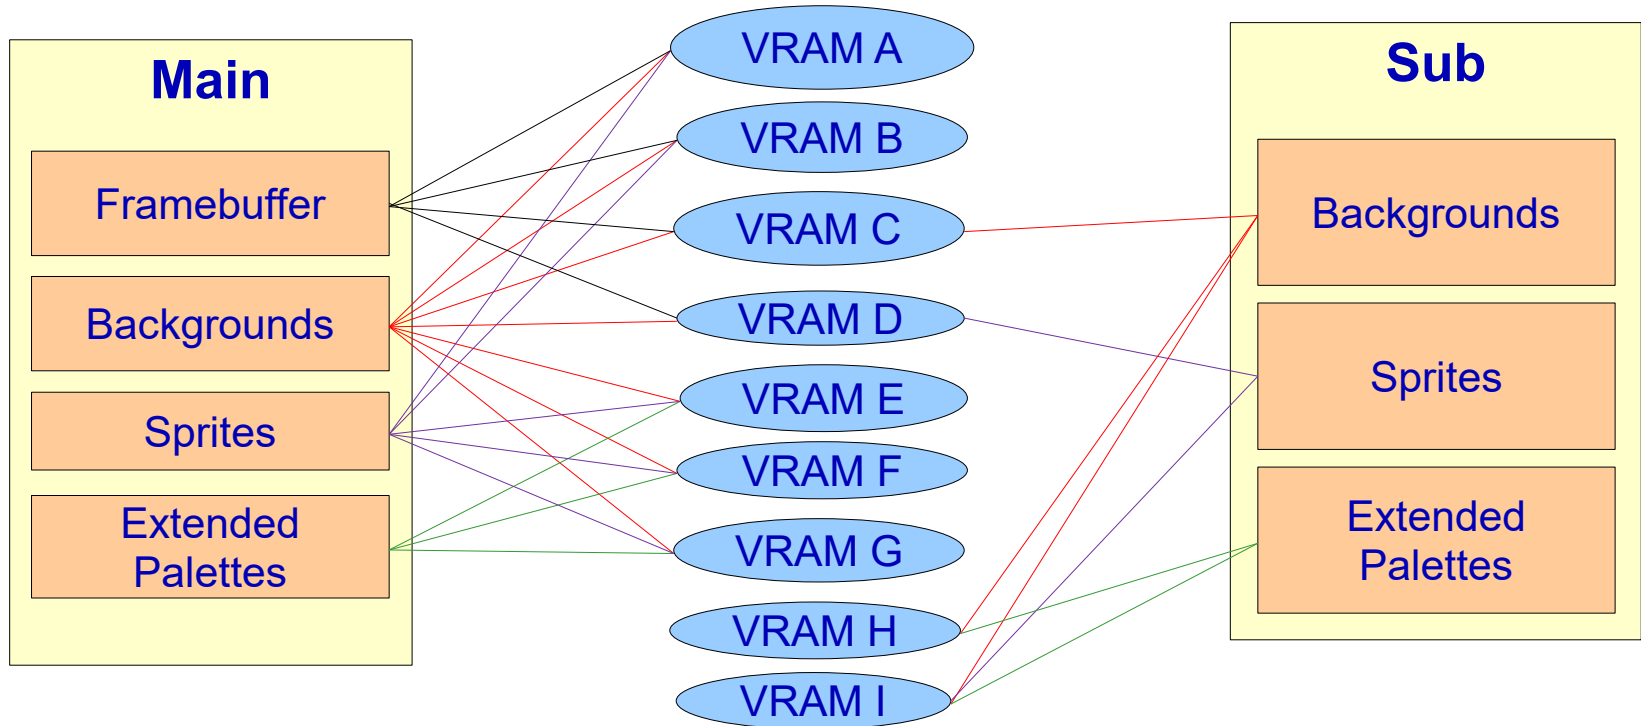 Main
Framebuffer
Backgrounds
Sprites
Extended
Palettes
VRAM A
VRAM B
VRAM C
VRAM D
VRAM E
VRAM F
VRAM G
VRAM H
VRAM I
Sub
Backgrounds
Sprites
Extended
Palettes